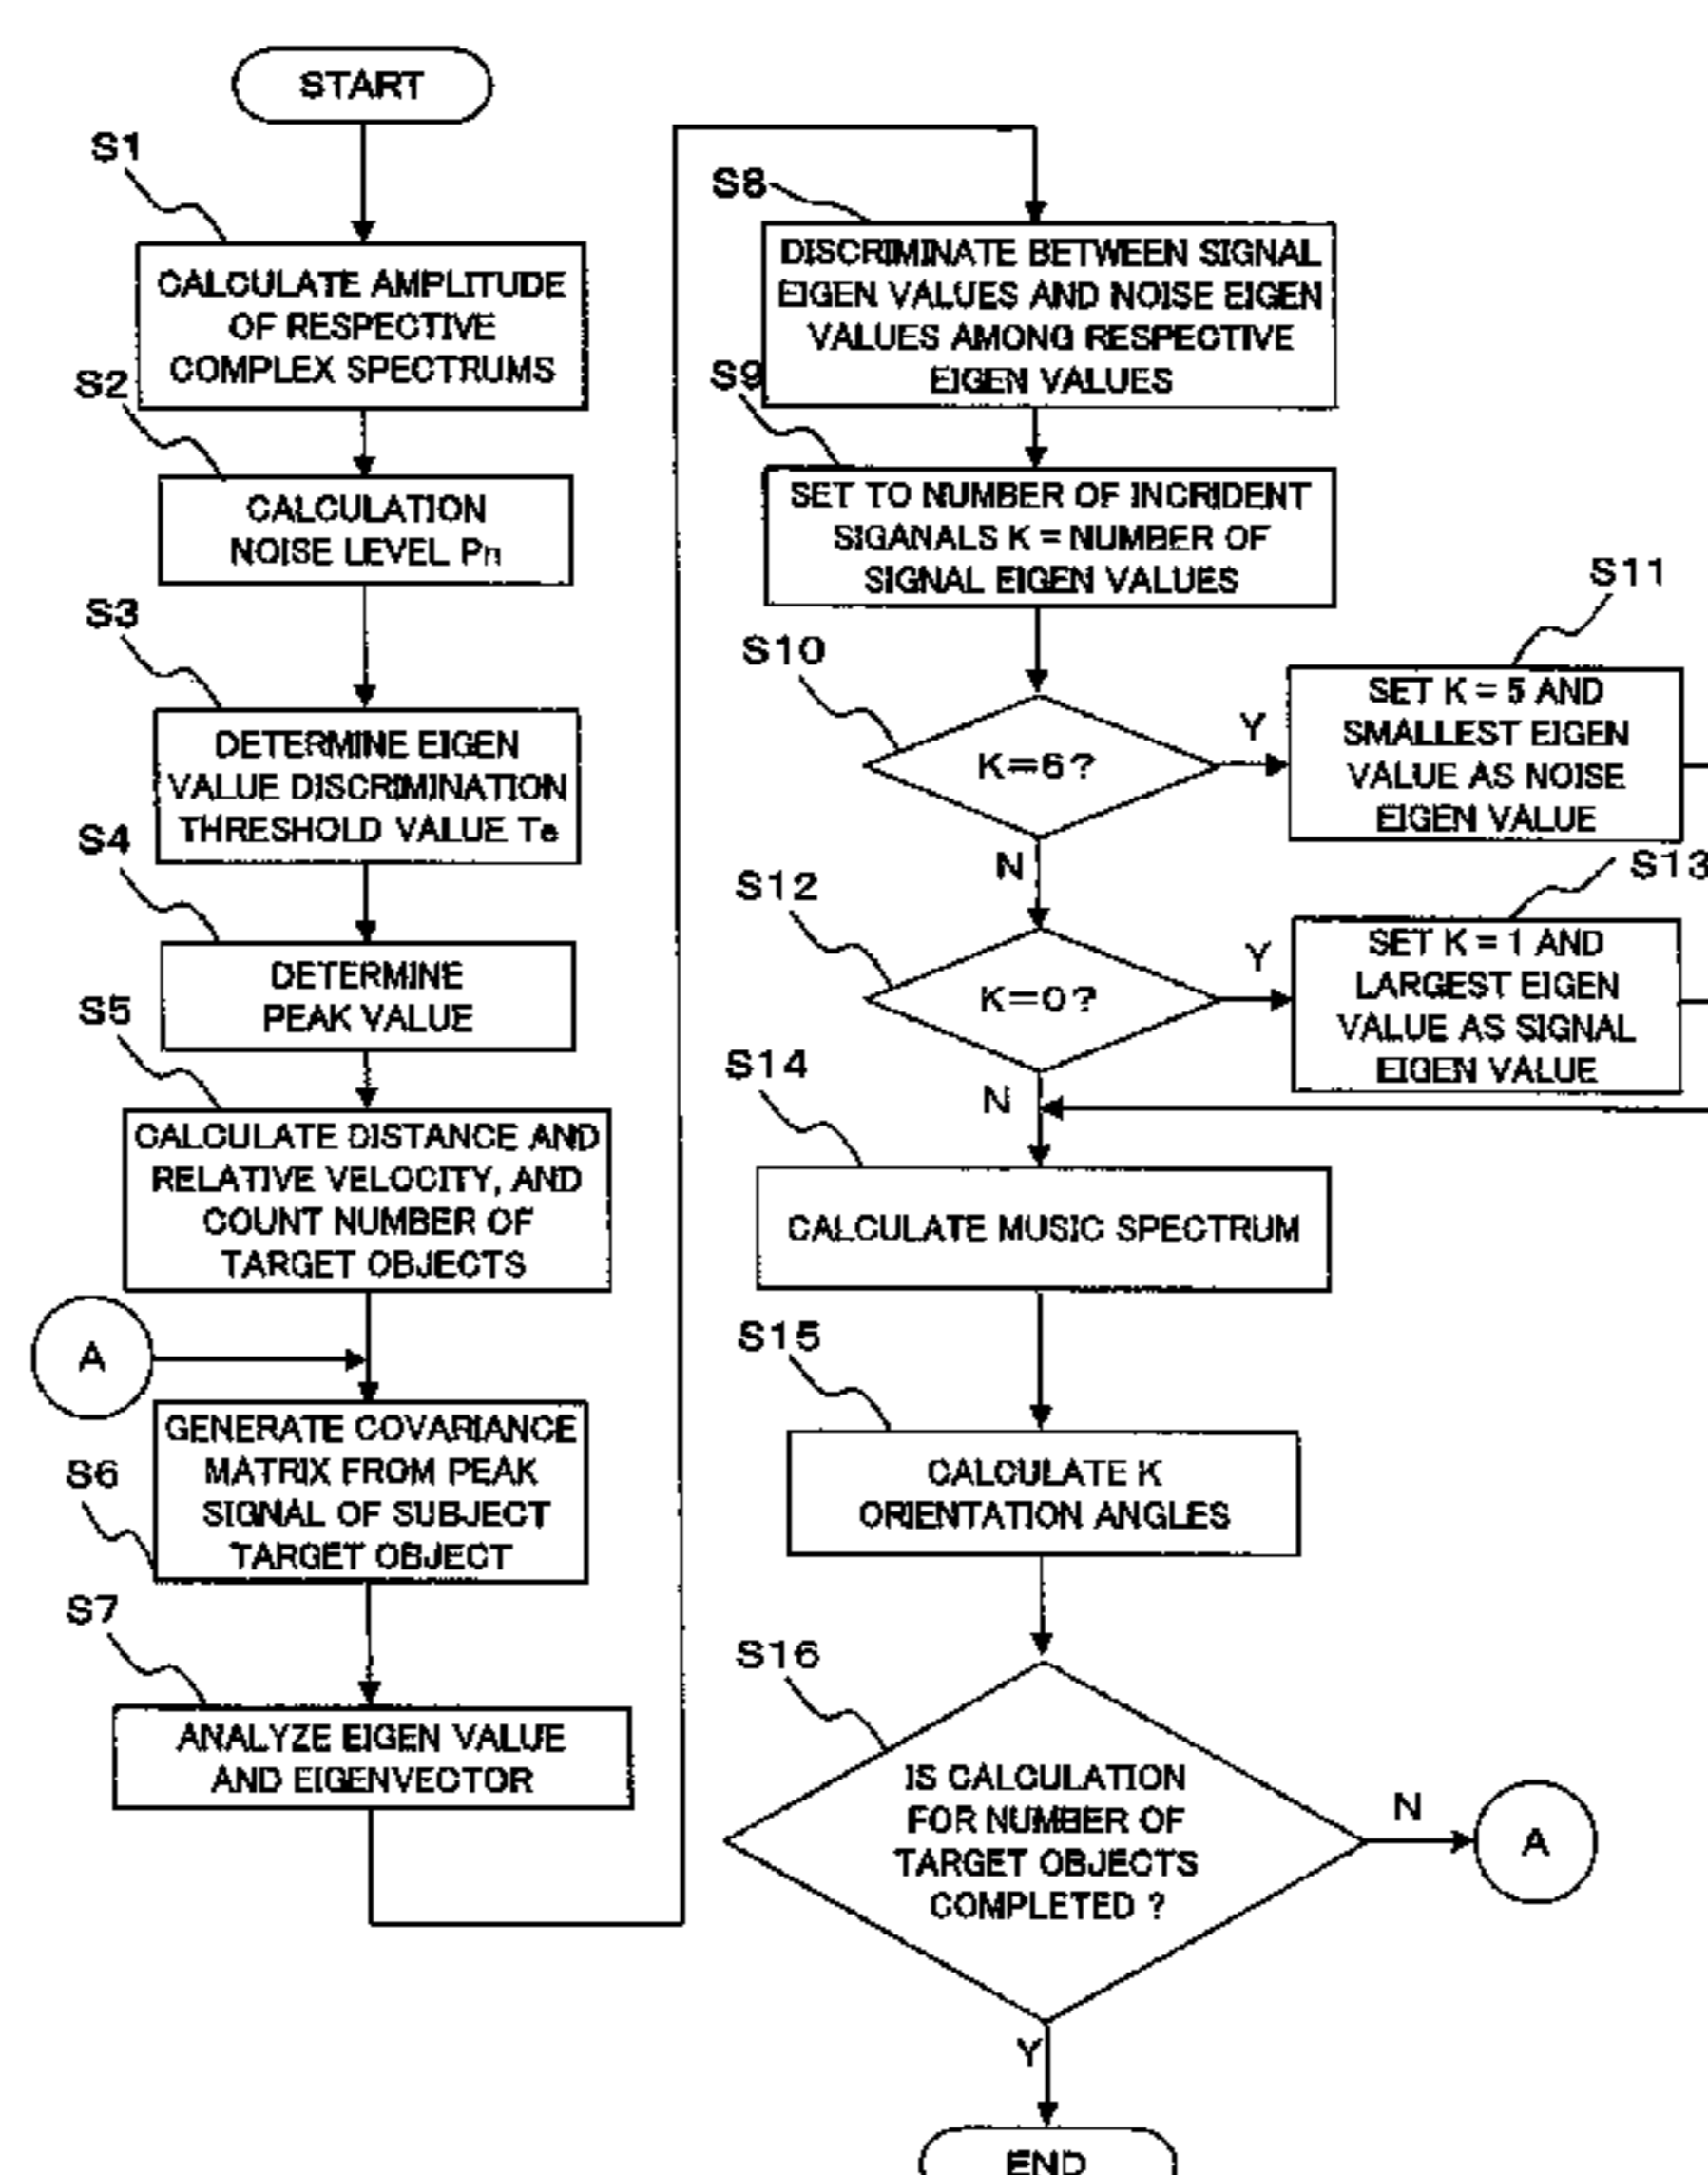 START
S1
CALCULATE AMPLITUDE
OF RESPECTIVE
COMPLEX SPECTRUMS
S2
CALCULATION
NOISE LEVEL Pn
S3
DETERMINE EIGEN
VALUE DISCRIMINATION
THRESHOLD VALUE Te
S4
DETERMINE
PEAK VALUE
S5
CALCULATE DISTANCE AND
RELATIVE VELOCITY, AND
COUNT NUMBER OF
TARGET OBJECTS
A
S6
GENERATE COVARIANCE
MATRIX FROM PEAK
SIGNAL OF SUBJECT
TARGET OBJECT
S7
ANALYZE EIGEN VALUE
AND EIGENVECTOR
S8
DISCRIMINATE BETWEEN SIGNAL
EIGEN VALUES AND NOISE EIGEN
VALUES AMONG RESPECTIVE
EIGEN VALUES
S9
SET TO NUMBER OF INCRIDENT
SIGANALS K = NUMBER OF
SIGNAL EIGEN VALUES
S10
K=6?
Y
N
S11
SET K = 5 AND
SMALLEST EIGEN
VALUE AS NOISE
EIGEN VALUE
S12
K=0?
Y
N
S13
SET K = 1 AND
LARGEST EIGEN
VALUE AS SIGNAL
EIGEN VALUE
S14
CALCULATE MUSIC SPECTRUM
S15
CALCULATE K
ORIENTATION ANGLES
S16
IS CALCULATION
FOR NUMBER OF
TARGET OBJECTS
COMPLETED ?
N
A
Y
END